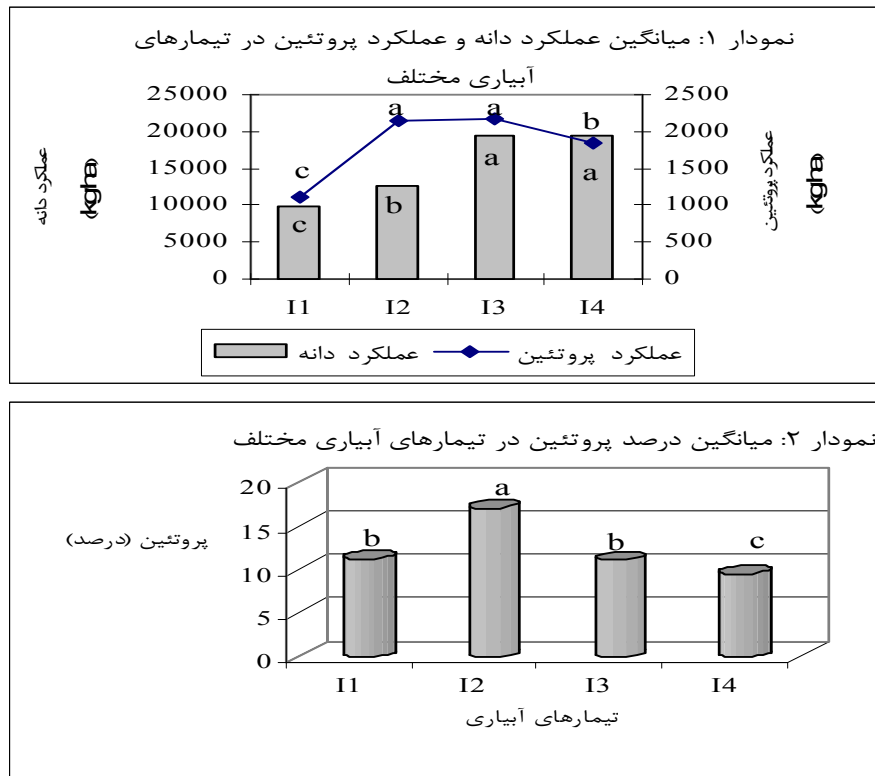 نمودار ۱: میانگین عملکرد دانه و عملکرد پروتئین در تیمارهای
آبیاری مختلف
25000
20000
15000
10000
5000
0
2500
2000
1500
1000
500
0
عملکرد دانه
(kg/ha)
عملکرد پروتئین
(kg/ha)
c a a b
c b a a
I1 I2 I3 I4
عملکرد دانه عملکرد پروتئین
نمودار ۲: میانگین درصد پروتئین در تیمارهای آبیاری مختلف
پروتئین (درصد)
20
15
10
5
0
b a b c
I1 I2 I3 I4
تیمارهای آبیاری